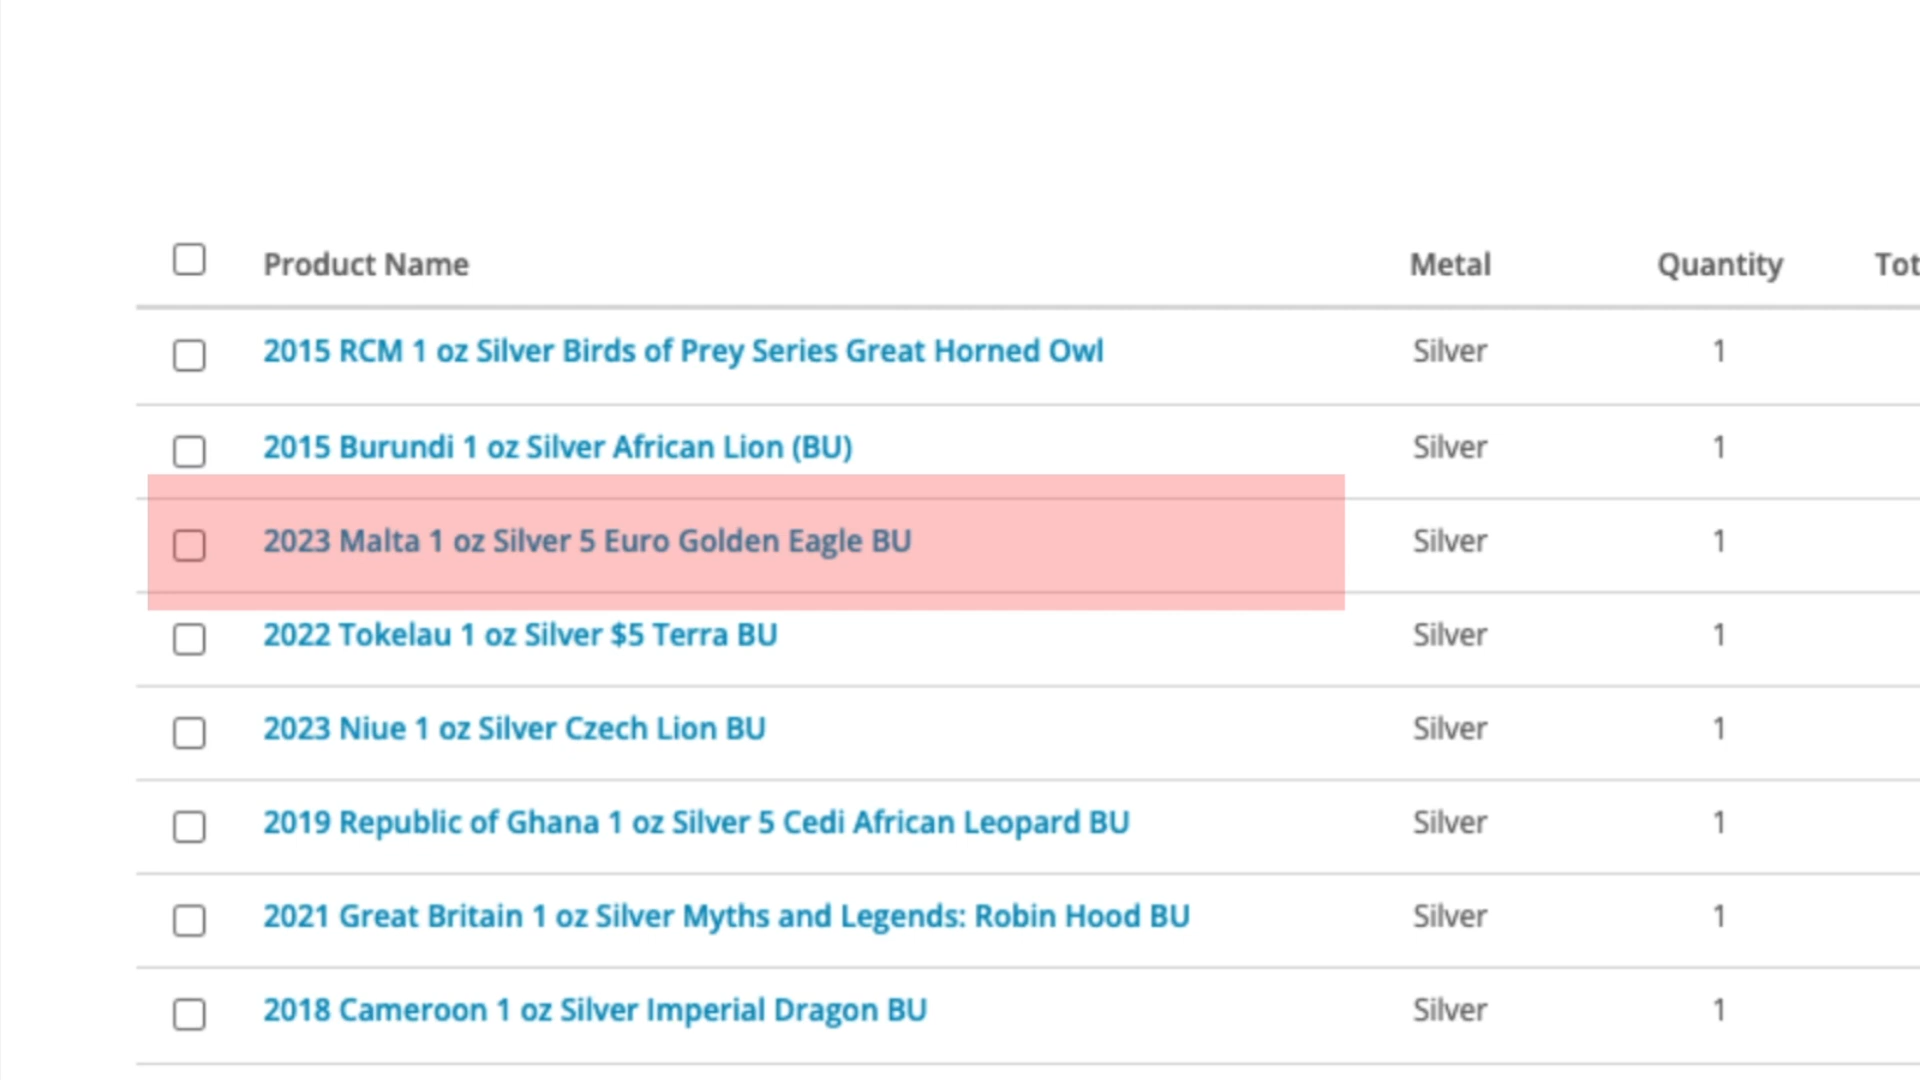 Product Name Metal Quantity Tot
2015 RCM 1 oz Silver Birds of Prey Series Great Horned Owl Silver 1
2015 Burundi 1 oz Silver African Lion (BU) Silver 1
2023 Malta 1 oz Silver 5 Euro Golden Eagle BU Silver 1
2022 Tokelau 1 oz Silver $5 Terra BU Silver 1
2023 Niue 1 oz Silver Czech Lion BU Silver 1
2019 Republic of Ghana 1 oz Silver 5 Cedi African Leopard BU Silver 1
2021 Great Britain 1 oz Silver Myths and Legends: Robin Hood BU Silver 1
2018 Cameroon 1 oz Silver Imperial Dragon BU Silver 1